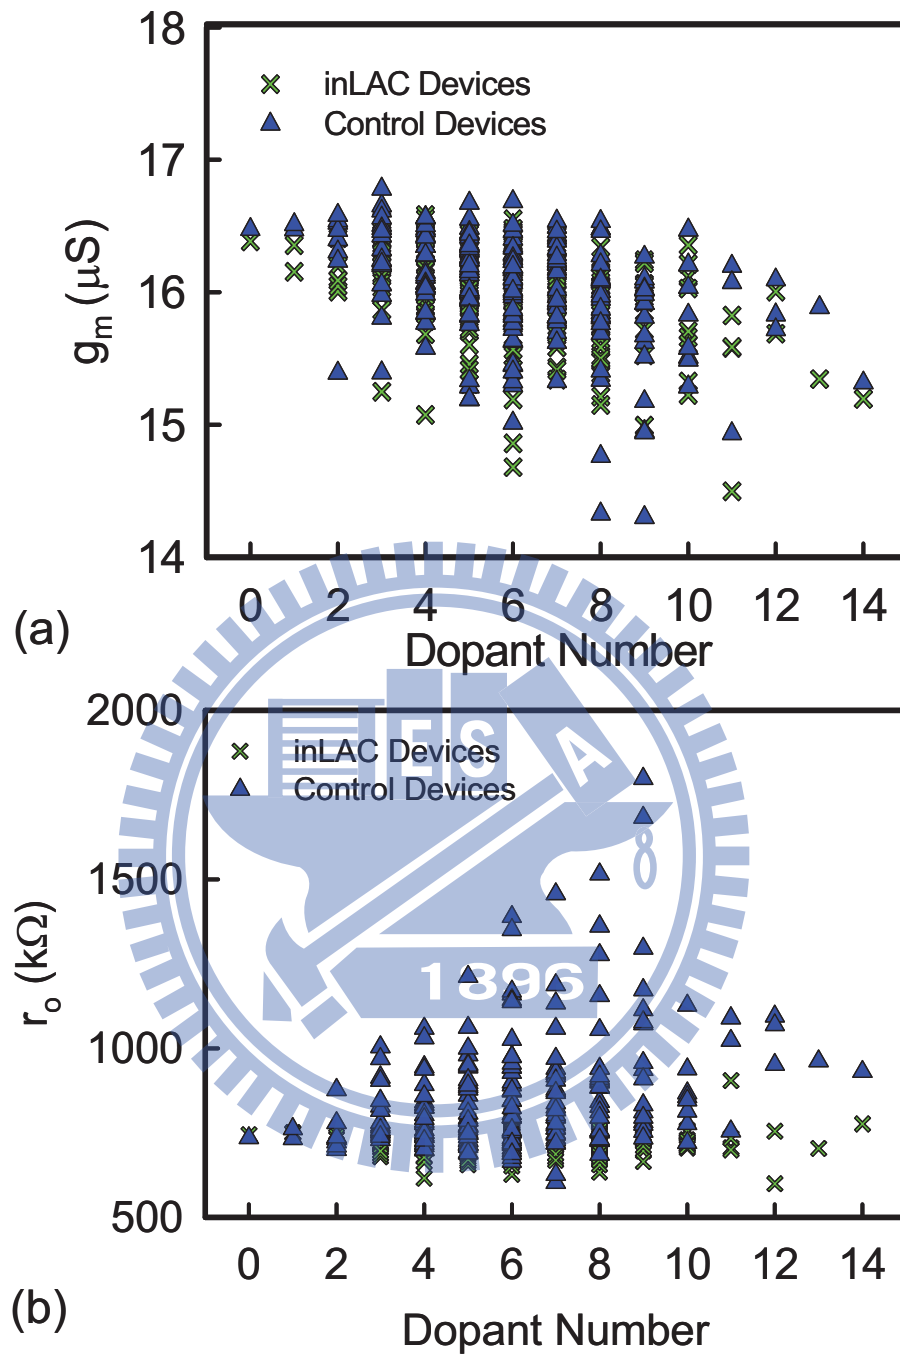 18
inLAC Devices
Control Devices
17
16
15
14
gm (μS)
0 2 4 6 8 10 12 14
(a)
Dopant Number
2000
inLAC Devices
Control Devices
E S A
1500
1896
1000
500
ro (kΩ)
0 2 4 6 8 10 12 14
(b)
Dopant Number